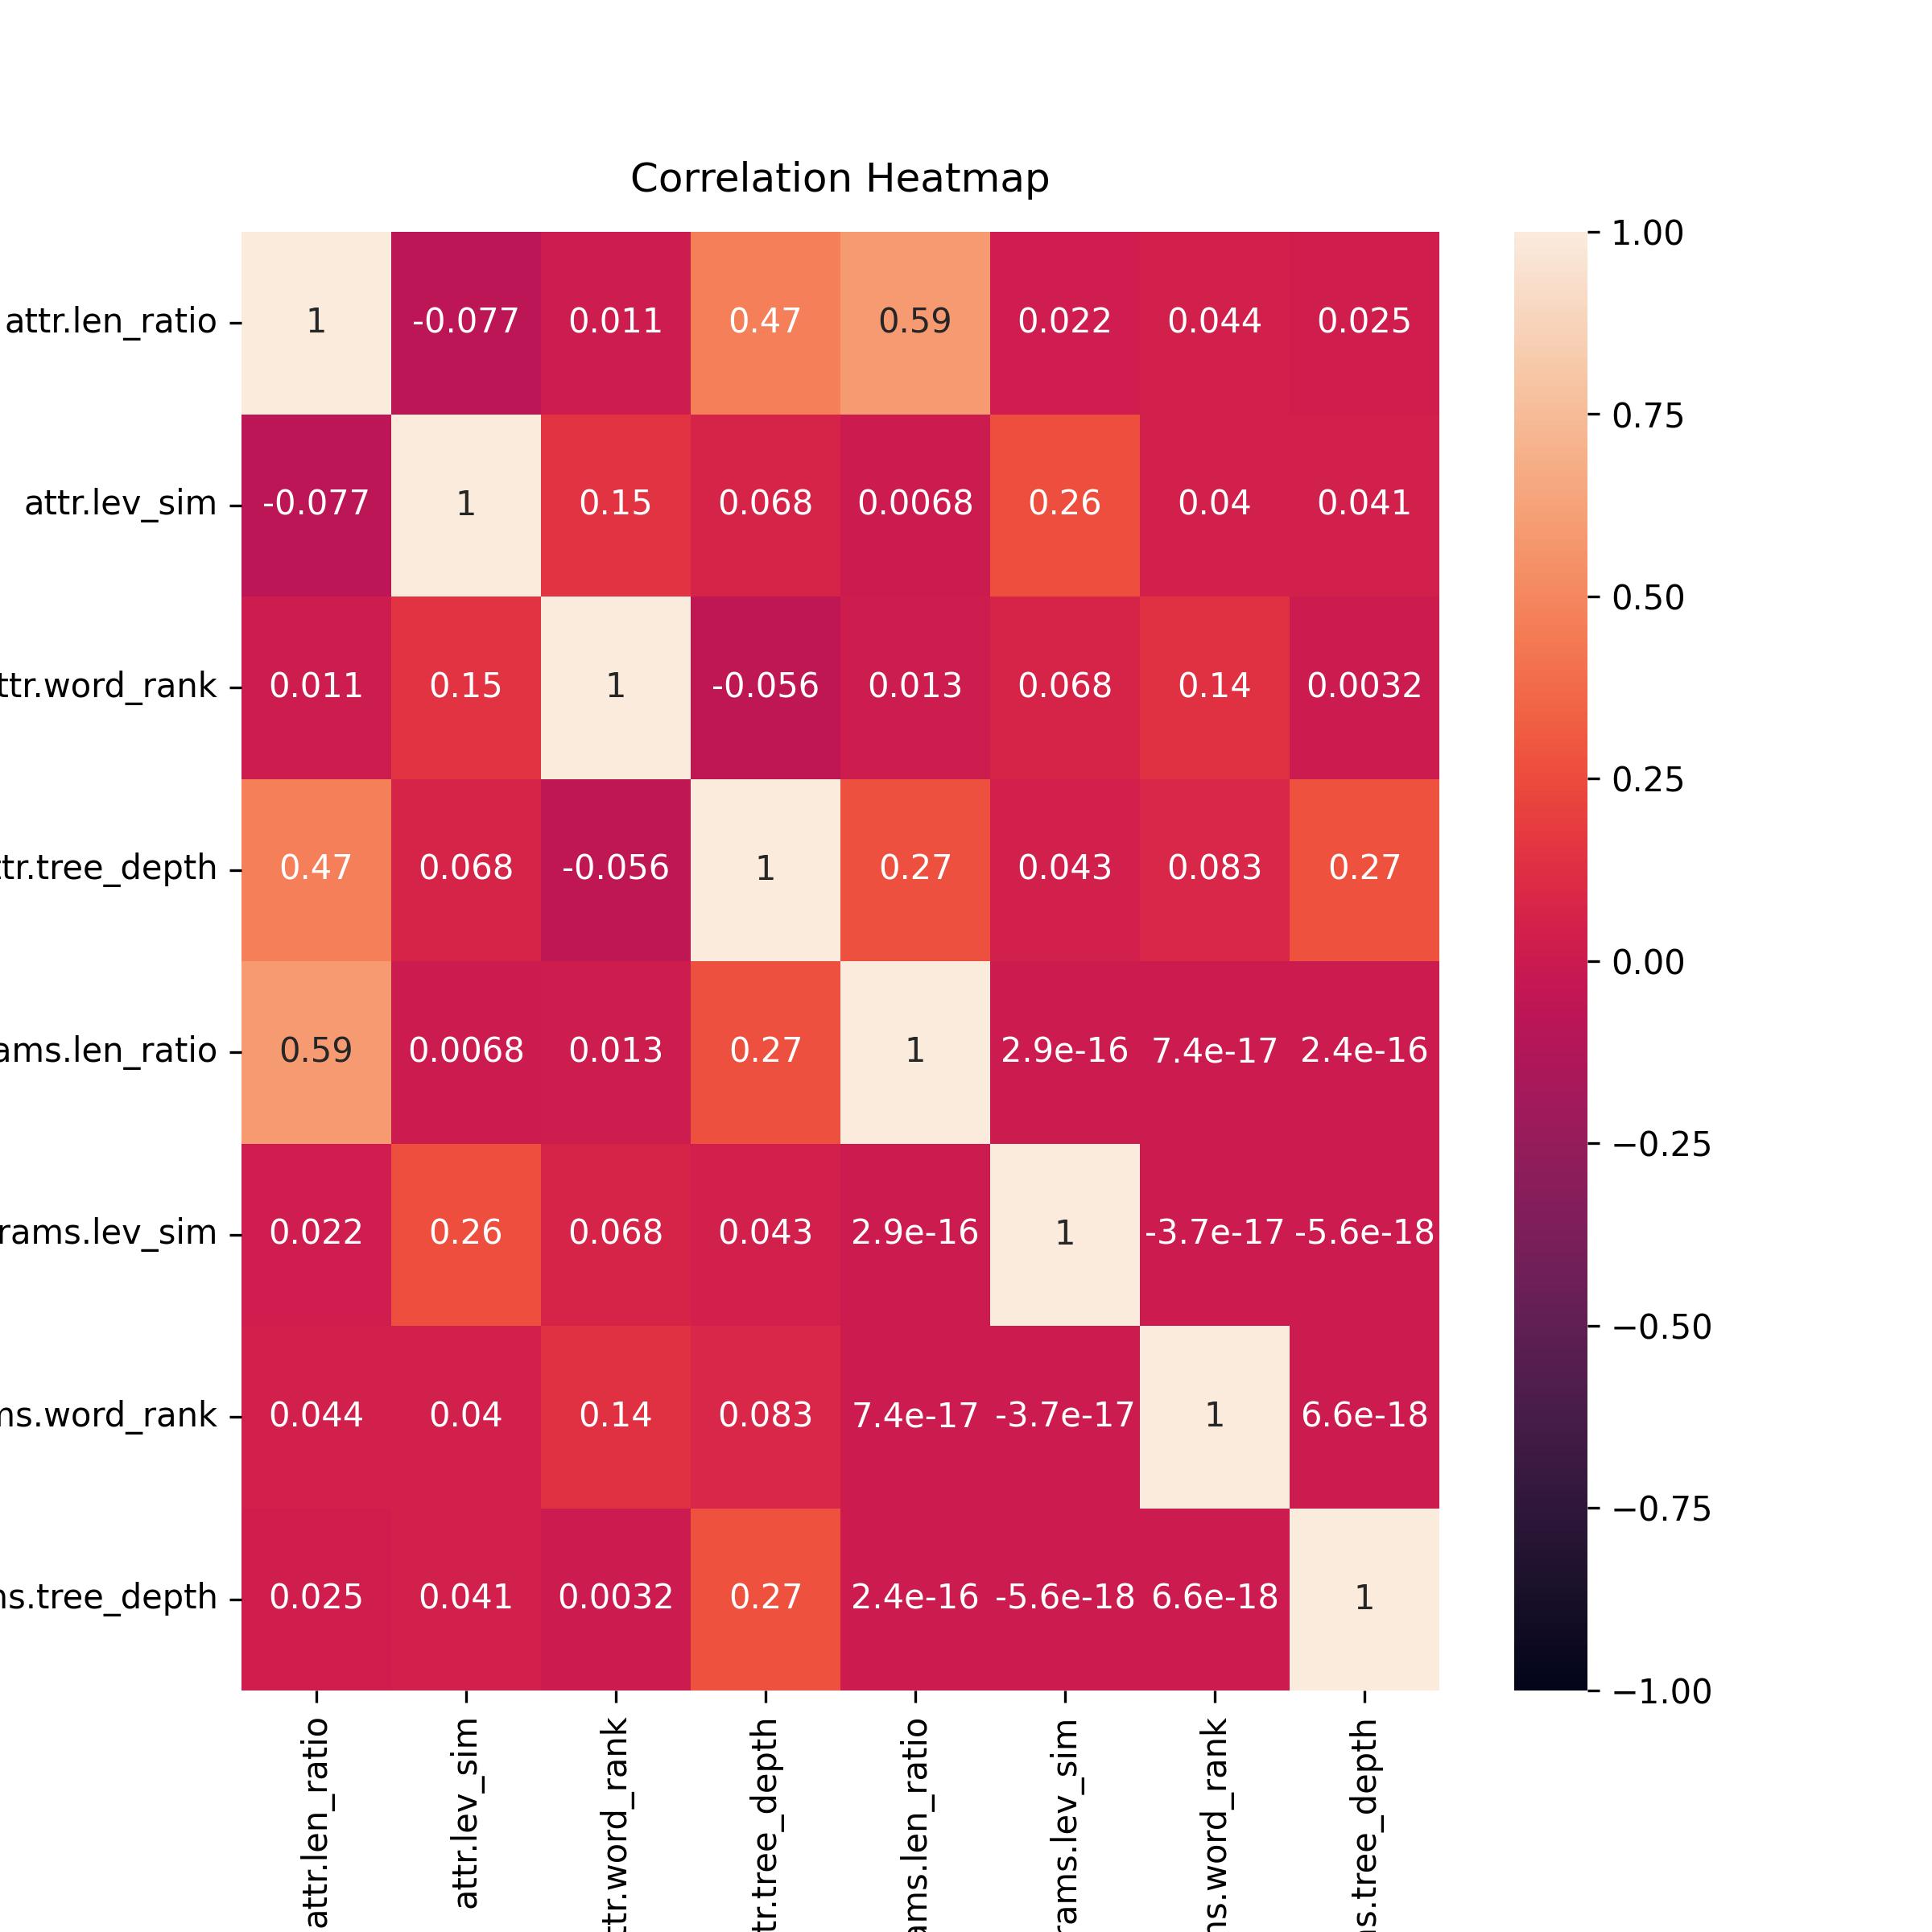 Correlation Heatmap
attr.len_ratio 1 -0.077 0.011 0.47 0.59 0.022 0.044 0.025
attr.lev_sim -0.077 1 0.15 0.068 0.0068 0.26 0.04 0.041
ttr.word_rank 0.011 0.15 1 -0.056 0.013 0.068 0.14 0.0032
tr.tree_depth 0.47 0.068 -0.056 1 0.27 0.043 0.083 0.27
ams.len_ratio 0.59 0.0068 0.013 0.27 1 2.9e-16 7.4e-17 2.4e-16
rams.lev_sim 0.022 0.26 0.068 0.043 2.9e-16 1 -3.7e-17 -5.6e-18
ms.word_rank 0.044 0.04 0.14 0.083 7.4e-17 -3.7e-17 1 6.6e-18
ns.tree_depth 0.025 0.041 0.0032 0.27 2.4e-16 -5.6e-18 6.6e-18 1
attr.len_ratio
attr.lev_sim
ttr.word_rank
tr.tree_depth
ams.len_ratio
rams.lev_sim
ms.word_rank
s.tree_depth
1.00
0.75
0.50
0.25
0.00
−0.25
−0.50
−0.75
−1.00